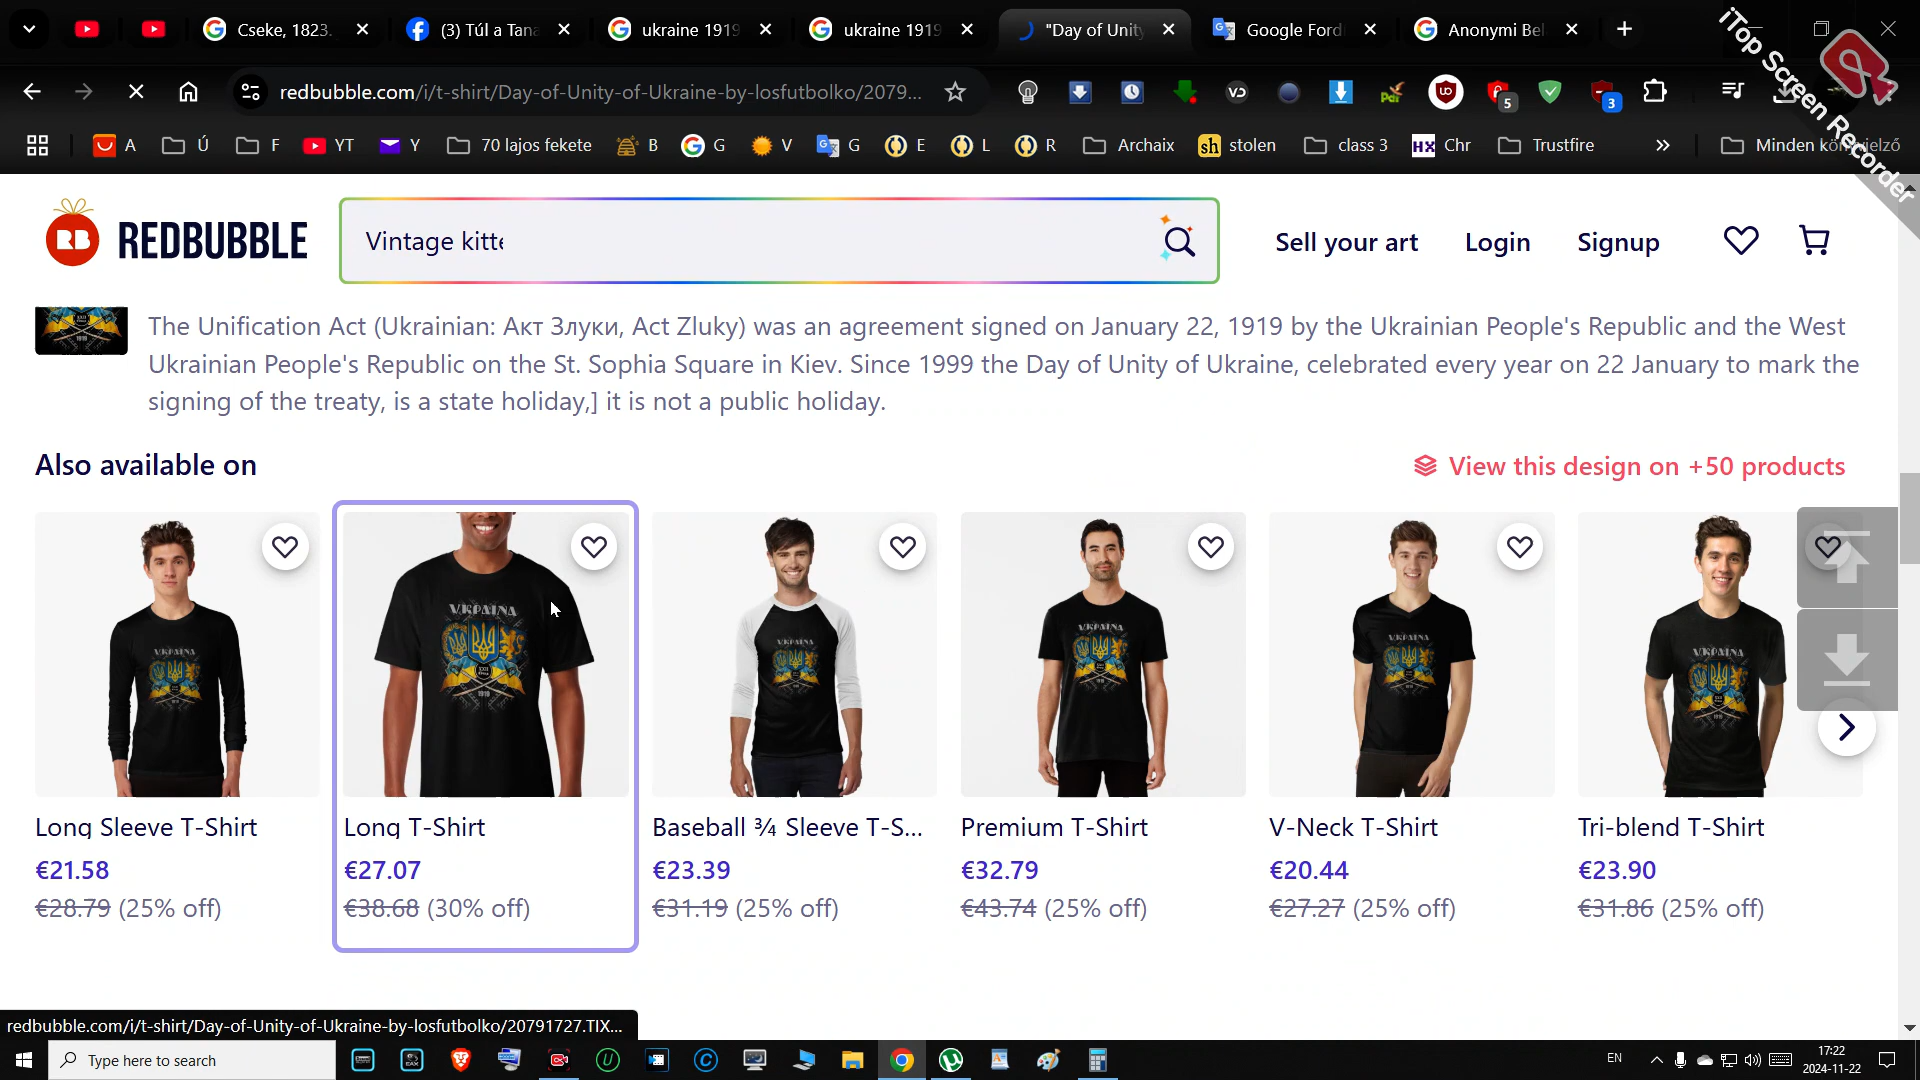 Cseke, 1823.
(3) Túl a Tana
ukraine 1919
ukraine 1919
"Day of Unity
Google Ford
Anonymi Bel
iTop Screen Recorder
redbubble.com/i/t-shirt/Day-of-Unity-of-Ukraine-by-losfutbolko/2079...
5
3
A
Ú
F
YT
Y
70 lajos fekete
B
G
V
G
E
L
R
Archaix
stolen
class 3
Chr
Trustfire
»
REDBUBBLE
Vintage kitte
Sell your art
Login
Signup
The Unification Act (Ukrainian: Акт Злуки, Act Zluky) was an agreement signed on January 22, 1919 by the Ukrainian People's Republic and the West
Ukrainian People's Republic on the St. Sophia Square in Kiev. Since 1999 the Day of Unity of Ukraine, celebrated every year on 22 January to mark the
signing of the treaty, is a state holiday,] it is not a public holiday.
Also available on
View this design on +50 products
Long Sleeve T-Shirt
€21.58
€28.79 (25% off)
Long T-Shirt
€27.07
€38.68 (30% off)
Baseball ¾ Sleeve T-S...
€23.39
€31.19 (25% off)
Premium T-Shirt
€32.79
€43.74 (25% off)
V-Neck T-Shirt
€20.44
€27.27 (25% off)
Tri-blend T-Shirt
€23.90
€31.86 (25% off)
redbubble.com/i/t-shirt/Day-of-Unity-of-Ukraine-by-losfutbolko/20791727.TIX...
Type here to search
EN
17:22
2024-11-22